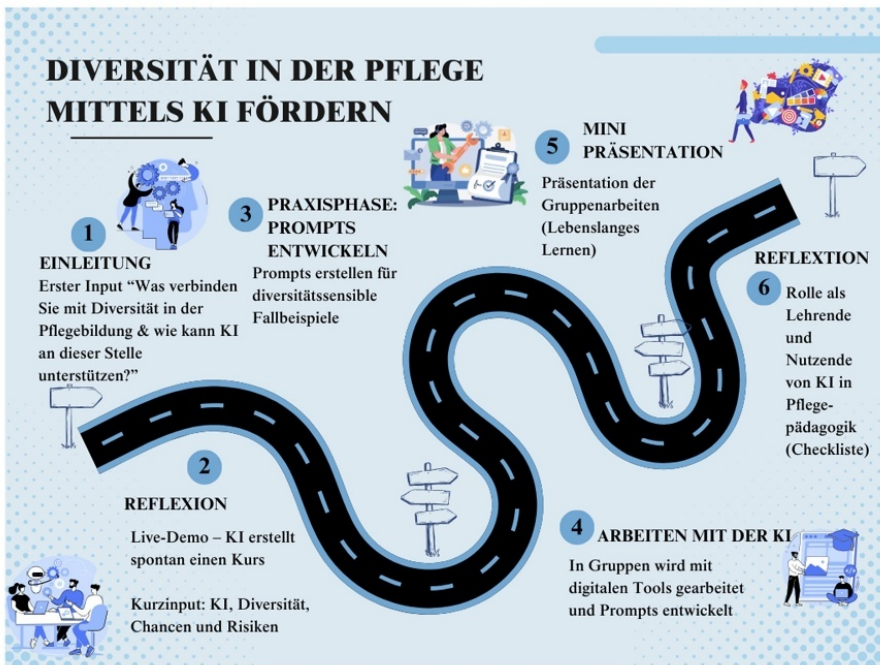 DIVERSITÄT IN DER PFLEGE
MITTELS KI FÖRDERN
1
EINLEITUNG
Erster Input “Was verbinden
Sie mit Diversität in der
Pflegebildung & wie kann KI
an dieser Stelle
unterstützen?”
2
REFLEXION
Live-Demo – KI erstellt
spontan einen Kurs
Kurzinput: KI, Diversität,
Chancen und Risiken
3
PRAXISPHASE:
PROMPTS
ENTWICKELN
Prompts erstellen für
diversitätssensible
Fallbeispiele
4
ARBEITEN MIT DER KI
In Gruppen wird mit
digitalen Tools gearbeitet
und Prompts entwickelt
5
MINI
PRÄSENTATION
Präsentation der
Gruppenarbeiten
(Lebenslanges
Lernen)
REFLEXTION
6
Rolle als
Lehrende
und
Nutzende
von KI in
Pflege-
pädagogik
(Checkliste)